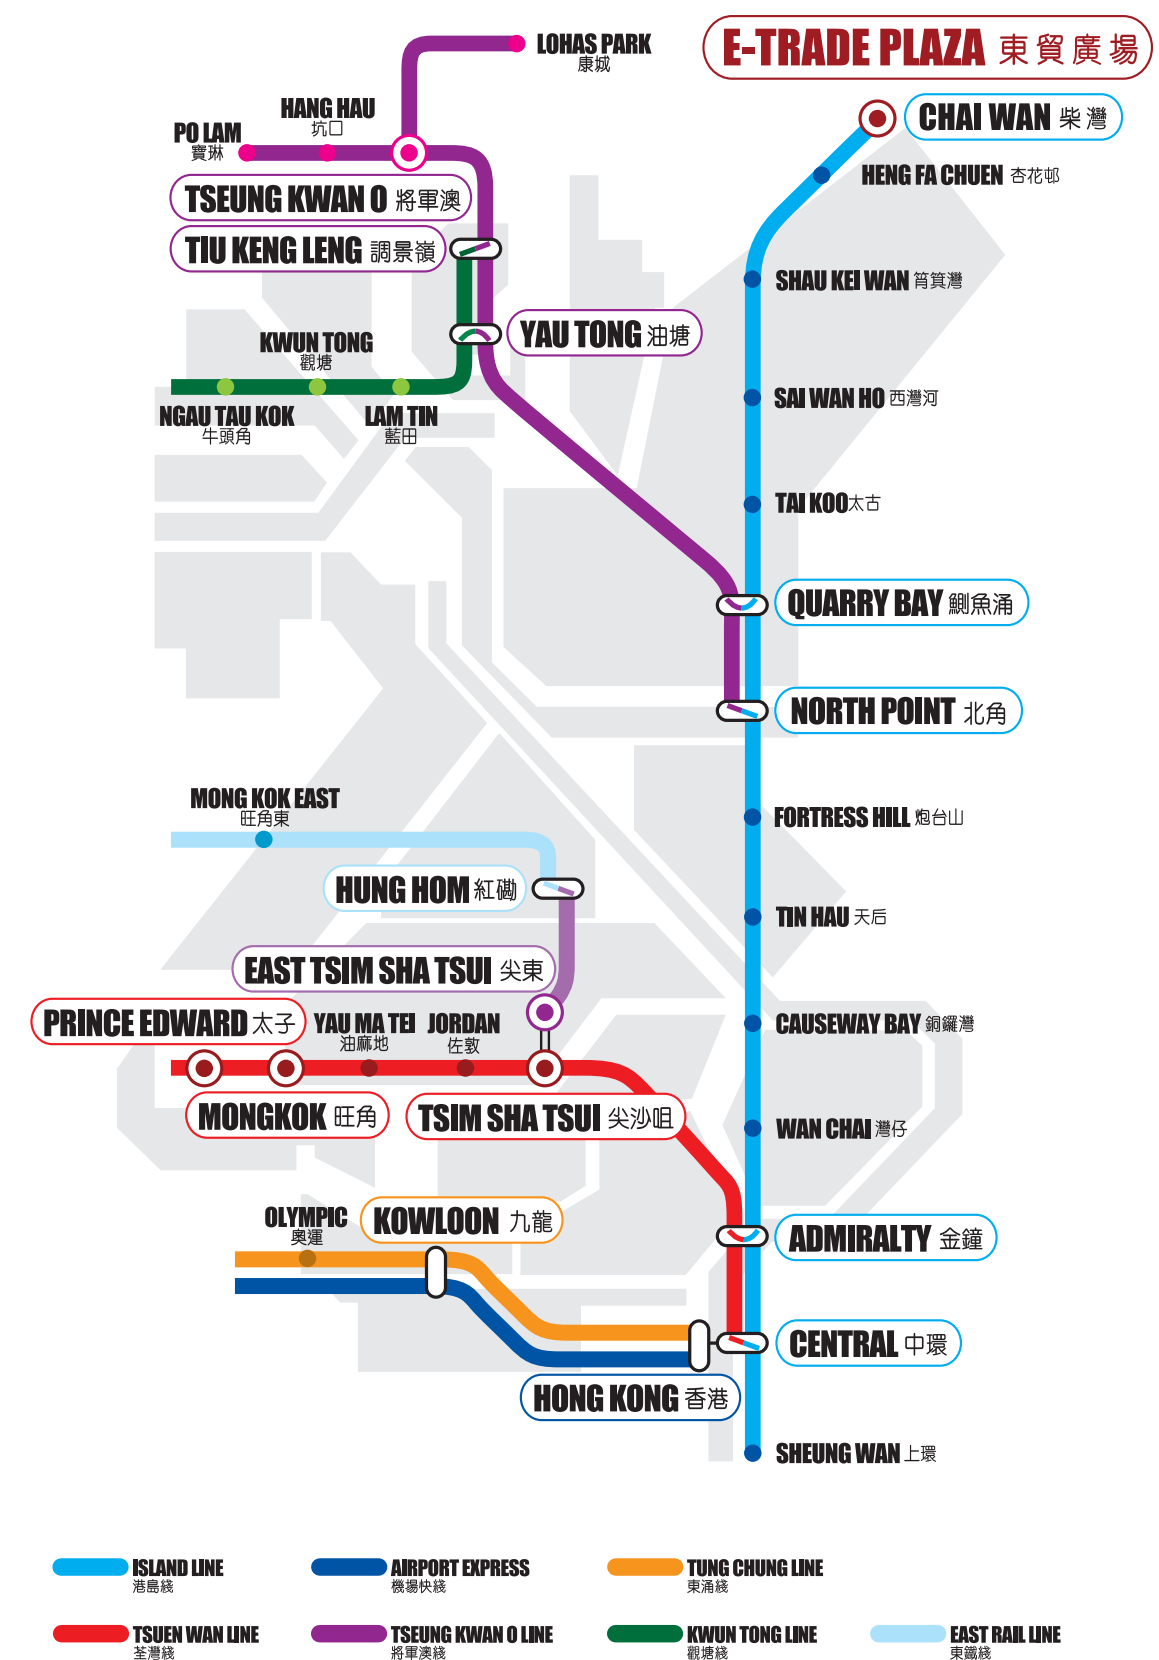 E-TRADE PLAZA 東貿廣場
LOHAS PARK
康城
HANG HAU
坑口
PO LAM
寶琳
TSEUNG KWAN O 將軍澳
TIU KENG LENG 調景嶺
YAU TONG 油塘
KWUN TONG
觀塘
NGAU TAU KOK
牛頭角
LAM TIN
藍田
CHAI WAN 柴灣
HENG FA CHUEN 杏花邨
SHAU KEI WAN 筲箕灣
SAI WAN HO 西灣河
TAI KOO 太古
QUARRY BAY 鰂魚涌
NORTH POINT 北角
FORTRESS HILL 炮台山
TIN HAU 天后
CAUSEWAY BAY 銅鑼灣
WAN CHAI 灣仔
ADMIRALTY 金鐘
CENTRAL 中環
SHEUNG WAN 上環
MONG KOK EAST
旺角東
HUNG HOM 紅磡
EAST TSIM SHA TSUI 尖東
PRINCE EDWARD 太子
YAU MA TEI
油麻地
JORDAN
佐敦
MONGKOK 旺角
TSIM SHA TSUI 尖沙咀
OLYMPIC
奧運
KOWLOON 九龍
HONG KONG 香港
ISLAND LINE
港島綫
AIRPORT EXPRESS
機場快綫
TUNG CHUNG LINE
東涌綫
TSUEN WAN LINE
荃灣綫
TSEUNG KWAN O LINE
將軍澳綫
KWUN TONG LINE
觀塘綫
EAST RAIL LINE
東鐵綫